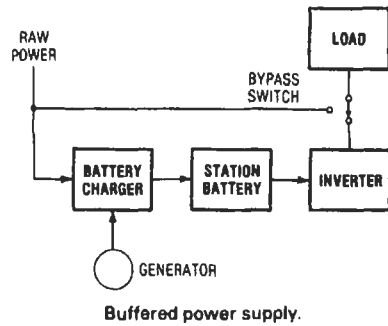 RAW
POWER
LOAD
BYPASS
SWITCH
BATTERY
CHARGER
STATION
BATTERY
INVERTER
GENERATOR
Buffered power supply.